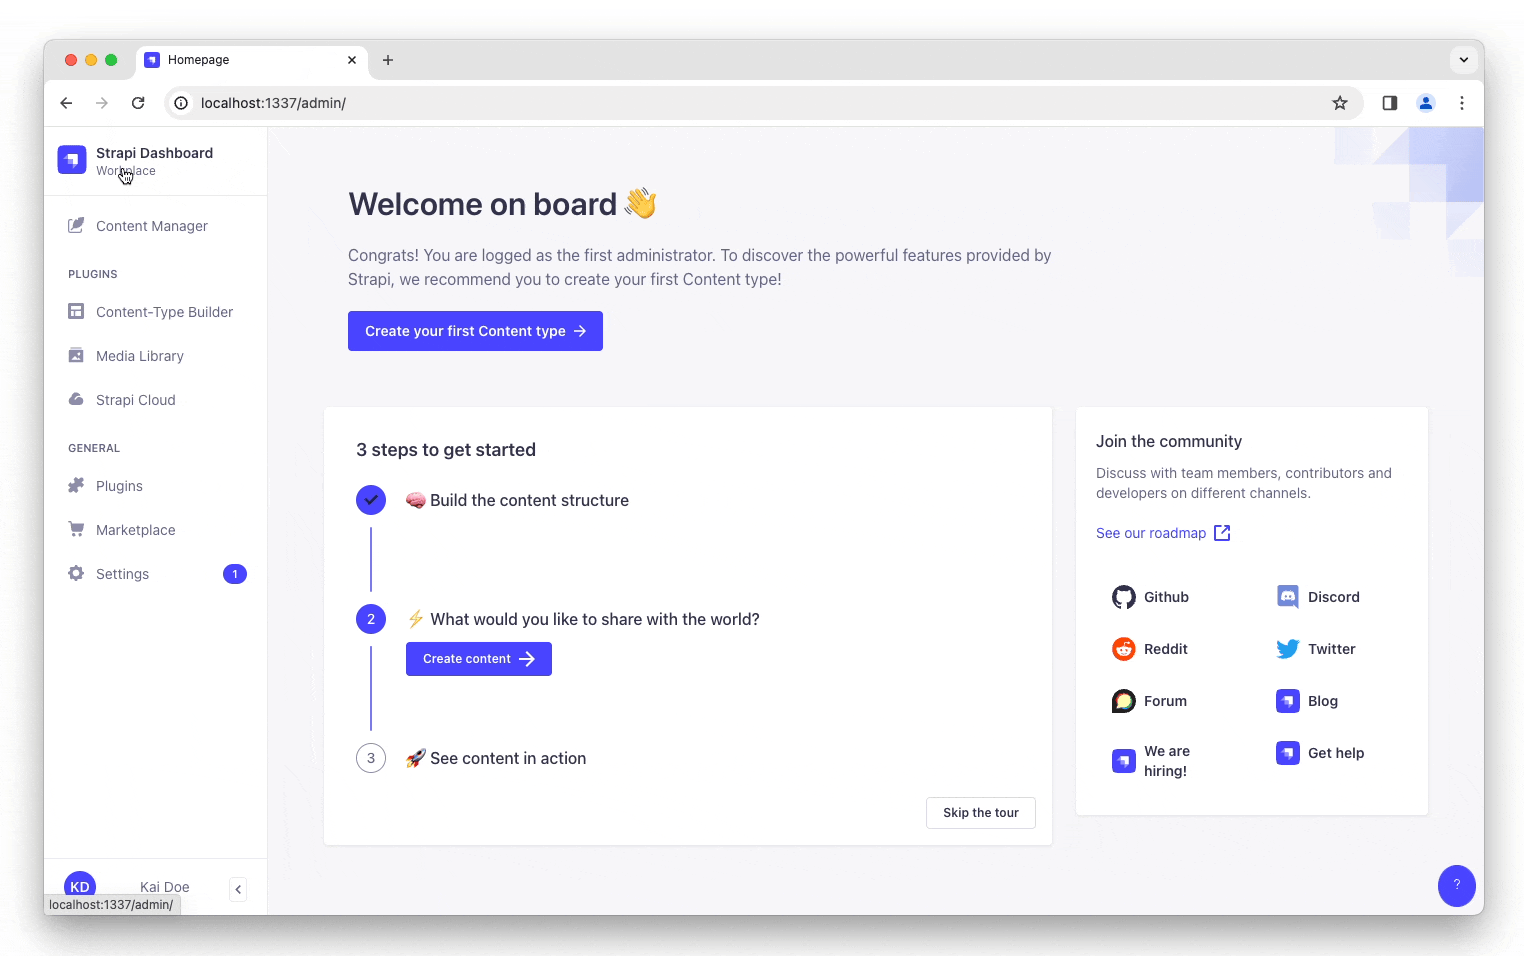 Homepage
localhost:1337/admin/
Strapi Dashboard
Workplace
Content Manager
PLUGINS
Content-Type Builder
Media Library
Strapi Cloud
GENERAL
Plugins
Marketplace
Settings
1
KD
Kai Doe
localhost:1337/admin/
Welcome on board
Congrats! You are logged as the first administrator. To discover the powerful features provided by
Strapi, we recommend you to create your first Content type!
Create your first Content type
3 steps to get started
Build the content structure
2
What would you like to share with the world?
Create content
3
See content in action
Skip the tour
Join the community
Discuss with team members, contributors and
developers on different channels.
See our roadmap
Github
Discord
Reddit
Twitter
Forum
Blog
We are
hiring!
Get help
?